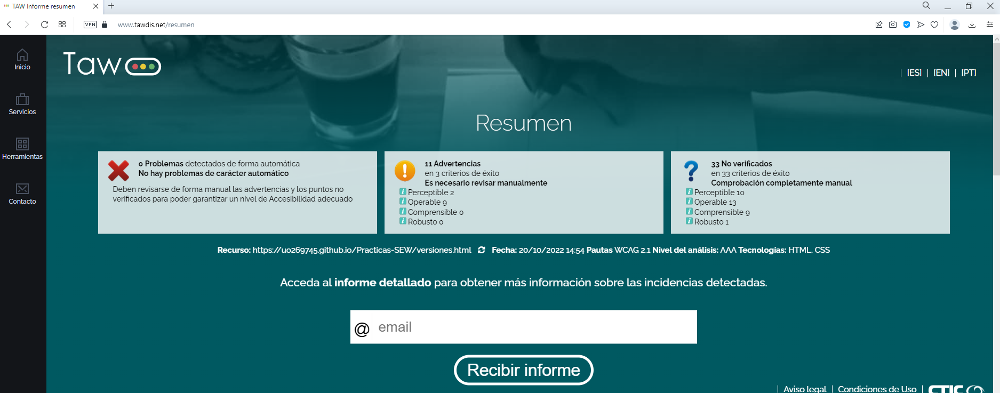 TAW Informe resumen
VPN
www.tawdis.net/resumen
Inicio
Servicios
Herramientas
Contacto
Taw
[ES] [EN] [PT]
Resumen
0 Problemas detectados de forma automática
No hay problemas de carácter automático
Deben revisarse de forma manual las advertencias y los puntos no
verificados para poder garantizar un nivel de Accesibilidad adecuado
11 Advertencias
en 3 criterios de éxito
Es necesario revisar manualmente
Perceptible 2
Operable 9
Comprensible 0
Robusto 0
33 No verificados
en 33 criterios de éxito
Comprobación completamente manual
Perceptible 10
Operable 13
Comprensible 9
Robusto 1
Recurso: https://uo269745.github.io/Practicas-SEW/versiones.html Fecha: 20/10/2022 14:54 Pautas WCAG 2.1 Nivel del análisis: AAA Tecnologías: HTML, CSS
Acceda al informe detallado para obtener más información sobre las incidencias detectadas.
@ email
Recibir informe
Aviso legal Condiciones de Uso CTIC